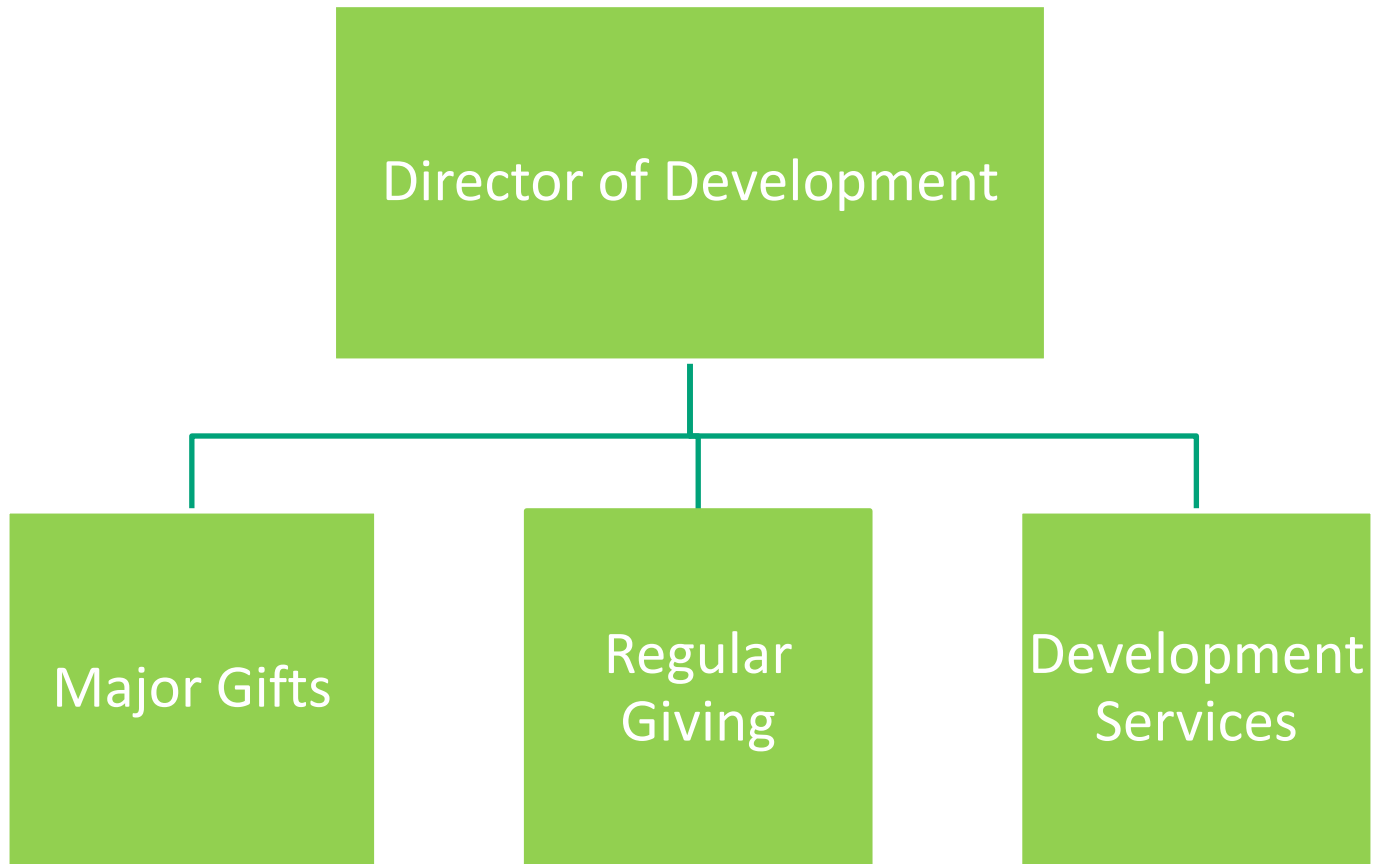 Director of Development
Major Gifts
Regular
Giving
Development
Services